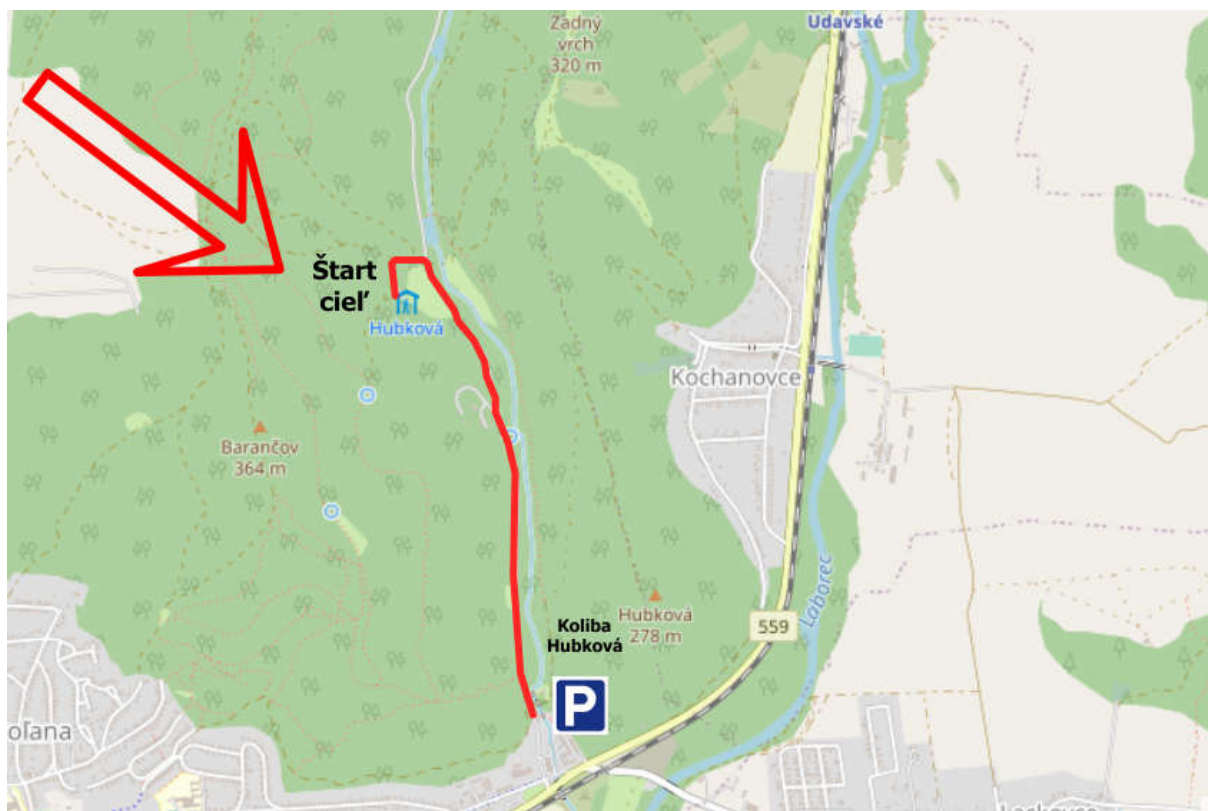 Zadný
vrch
320 m
Udavské
Štart
cieľ
Hubková
Kochanovce
Barančov
364 m
Laborec
Koliba
Hubková
Hubková
278 m
559
P
oľana